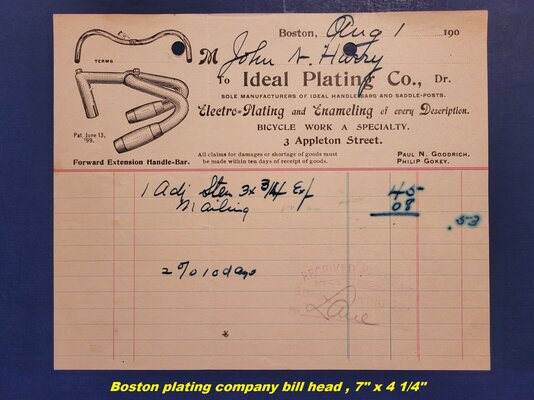 Boston, Aug 1 190
M John A. Harry
TERMS
To Ideal Plating Co., Dr.
SOLE MANUFACTURERS OF IDEAL HANDLE BARS AND SADDLE-POSTS.
Electro-Plating and Enameling of every Description.
BICYCLE WORK A SPECIALTY.
3 Appleton Street.
Pat. June 13, '99.
Forward Extension Handle-Bar.
All claims for damages or shortage of goods must
be made within ten days of receipt of goods.
PAUL N. GOODRICH.
PHILIP GOKEY.
1 Adj Stem 3x 3/4 Ex 45
Mailing 08
.53
2% 10 days
RECEIVED
Boston plating company bill head , 7" x 4 1/4"